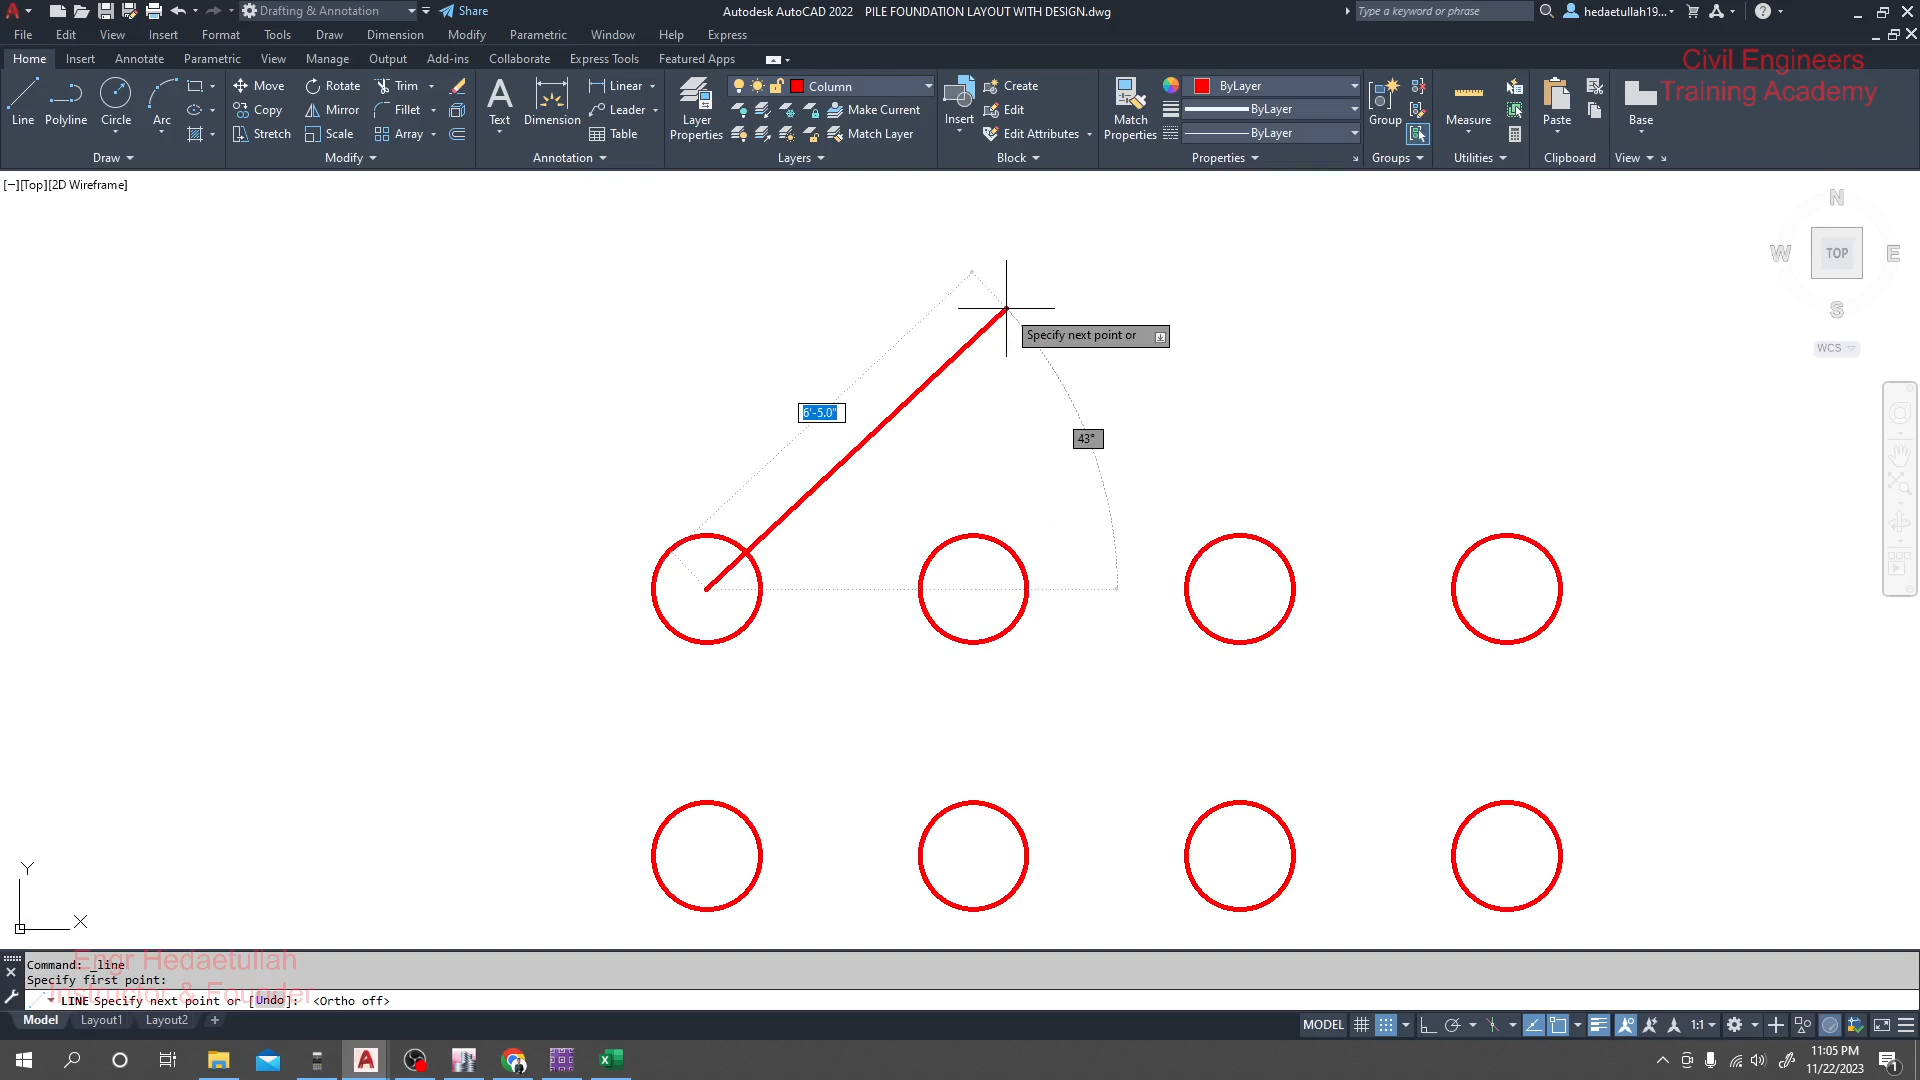 Drafting & Annotation
Share
Autodesk AutoCAD 2022 PILE FOUNDATION LAYOUT WITH DESIGN.dwg
Type a keyword or phrase
hedaetullah19...
File Edit View Insert Format Tools Draw Dimension Modify Parametric Window Help Express
Home Insert Annotate Parametric View Manage Output Add-ins Collaborate Express Tools Featured Apps
Civil Engineers
Training Academy
Line
Polyline
Circle
Arc
Draw
Move
Rotate
Trim
Copy
Mirror
Fillet
Stretch
Scale
Array
Modify
Text
Dimension
Linear
Leader
Table
Annotation
Layer
Properties
Column
Make Current
Match Layer
Layers
Insert
Create
Edit
Edit Attributes
Block
Match
Properties
ByLayer
ByLayer
ByLayer
Properties
Group
Groups
Measure
Utilities
Paste
Clipboard
Base
View
[−][Top][2D Wireframe]
N
W
TOP
E
S
WCS
Specify next point or
6'-5.0"
43°
Y
X
Command: _line
Specify first point:
LINE Specify next point or [Undo]: <Ortho off>
Engr Hedaetullah
Instructor & Founder
Model Layout1 Layout2 +
MODEL
1:1
11:05 PM
11/22/2023
1